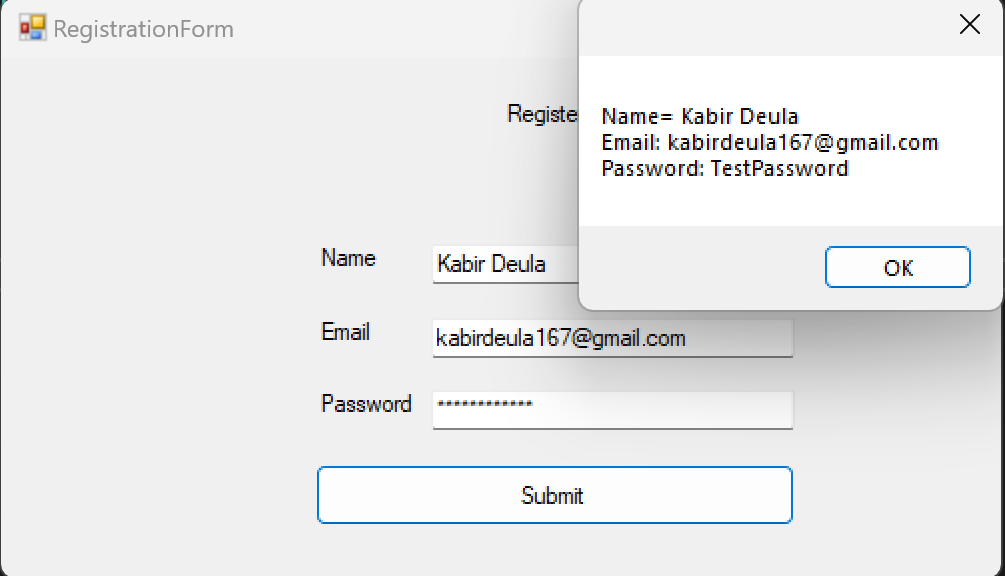 RegistrationForm
Name= Kabir Deula
Email: kabirdeula167@gmail.com
Password: TestPassword
OK
Name
Kabir Deula
Email
kabirdeula167@gmail.com
Password
************
Submit